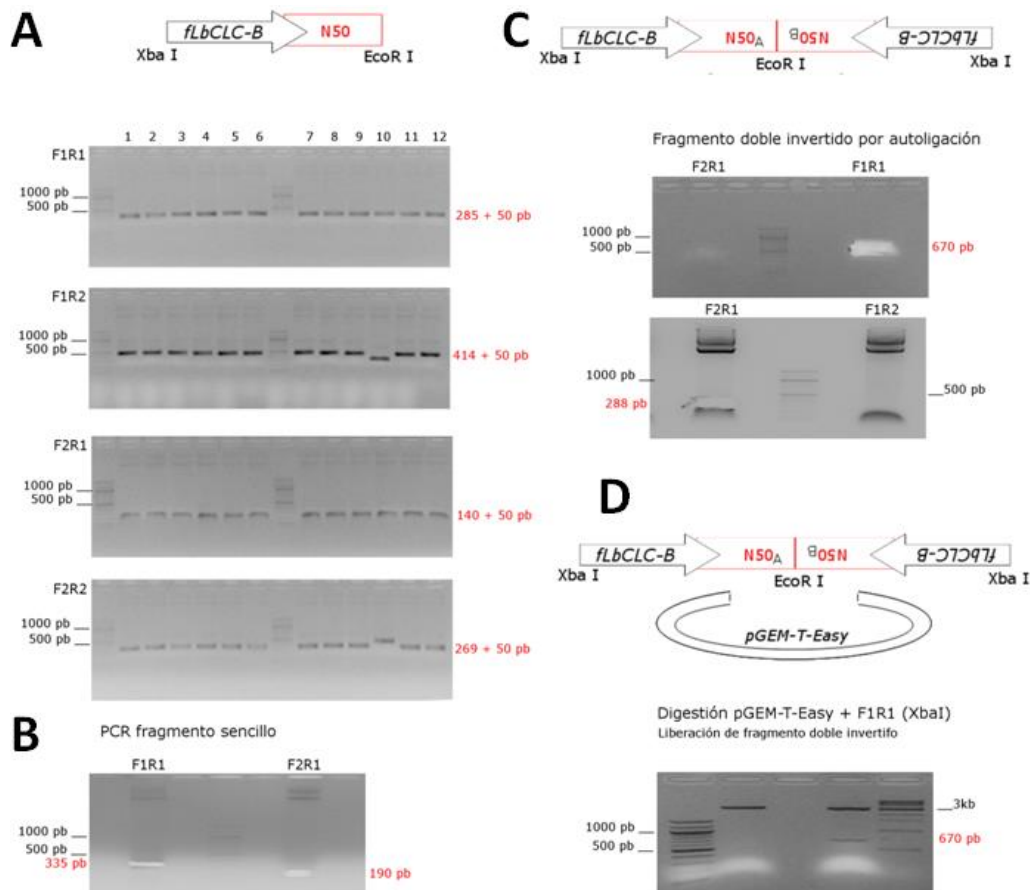 A
fLbCLC-B
N50
Xba I
EcoR I
1 2 3 4 5 6 7 8 9 10 11 12
F1R1
1000 pb
500 pb
285 + 50 pb
F1R2
1000 pb
500 pb
414 + 50 pb
F2R1
1000 pb
500 pb
140 + 50 pb
F2R2
1000 pb
500 pb
269 + 50 pb
B
PCR fragmento sencillo
F1R1 F2R1
1000 pb
500 pb
335 pb
190 pb
C
fLbCLC-B N50A N50B fLbCLC-B
Xba I EcoR I Xba I
Fragmento doble invertido por autoligación
F2R1 F1R1
1000 pb
500 pb
670 pb
F2R1 F1R2
1000 pb
500 pb
288 pb
D
fLbCLC-B N50A N50B fLbCLC-B
Xba I EcoR I Xba I
pGEM-T-Easy
Digestión pGEM-T-Easy + F1R1 (XbaI)
Liberación de fragmento doble invertifo
3kb
1000 pb
670 pb
500 pb